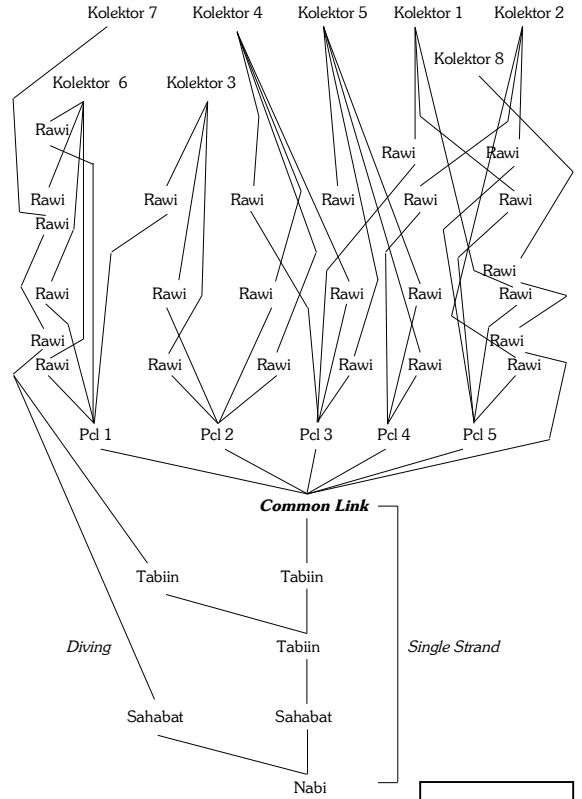 Kolektor 7 Kolektor 4 Kolektor 5 Kolektor 1 Kolektor 2
Kolektor 8
Kolektor 6 Kolektor 3
Rawi
Rawi Rawi
Rawi Rawi Rawi Rawi Rawi Rawi
Rawi
Rawi
Rawi Rawi Rawi Rawi Rawi Rawi
Rawi Rawi
Rawi Rawi Rawi Rawi Rawi Rawi
Pcl 1 Pcl 2 Pcl 3 Pcl 4 Pcl 5
Common Link
Tabiin Tabiin
Diving Tabiin Single Strand
Sahabat Sahabat
Nabi